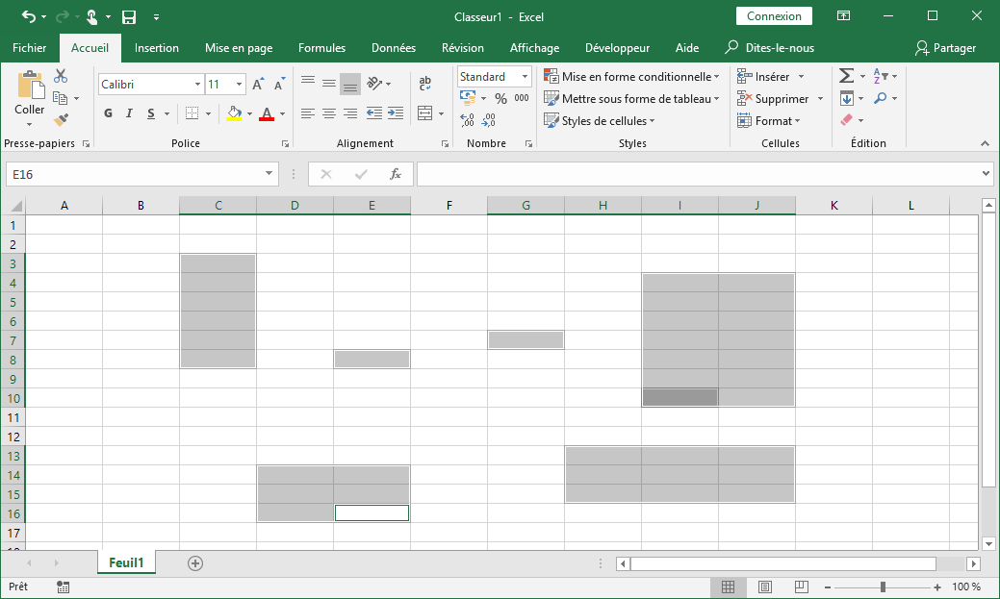 Classeur1 - Excel
Connexion
Fichier Accueil Insertion Mise en page Formules Données Révision Affichage Développeur Aide Dites-le-nous Partager
Coller
Presse-papiers
Calibri 11 A A
G I S A
Police
ab
Alignement
Standard
% 000
,00 ,00
Nombre
Mise en forme conditionnelle
Mettre sous forme de tableau
Styles de cellules
Styles
Insérer
Supprimer
Format
Cellules
Σ
Édition
E16 fx
A B C D E F G H I J K L
1
2
3
4
5
6
7
8
9
10
11
12
13
14
15
16
17
18
Feuil1
Prêt 100 %